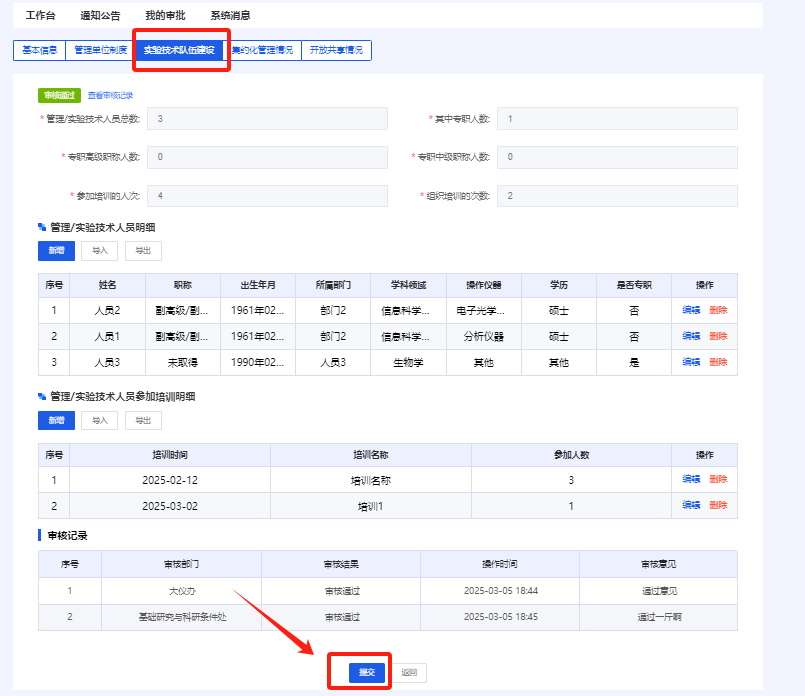 工作台 通知公告 我的审批 系统消息
基本信息 管理单位制度 实验技术队伍建设 集约化管理情况 开放共享情况
审核通过 查看审核记录
* 管理/实验技术人员总数: 3 * 其中专职人数: 1
* 专职高级职称人数: 0 * 专职中级职称人数: 0
* 参加培训的人次: 4 * 组织培训的次数: 2
管理/实验技术人员明细
新增 导入 导出
序号 姓名 职称 出生年月 所属部门 学科领域 操作仪器 学历 是否专职 操作
1 人员2 副高级/副... 1961年02... 部门2 信息科学... 电子光学... 硕士 否 编辑 删除
2 人员1 副高级/副... 1961年02... 部门2 信息科学... 分析仪器 硕士 否 编辑 删除
3 人员3 未取得 1990年02... 人员3 生物学 其他 其他 是 编辑 删除
管理/实验技术人员参加培训明细
新增 导入 导出
序号 培训时间 培训名称 参加人数 操作
1 2025-02-12 培训名称 3 编辑 删除
2 2025-03-02 培训1 1 编辑 删除
审核记录
序号 审核部门 审核结果 操作时间 审核意见
1 大仪办 审核通过 2025-03-05 18:44 通过意见
2 基础研究与科研条件处 审核通过 2025-03-05 18:45 通过一斤啊
提交 返回